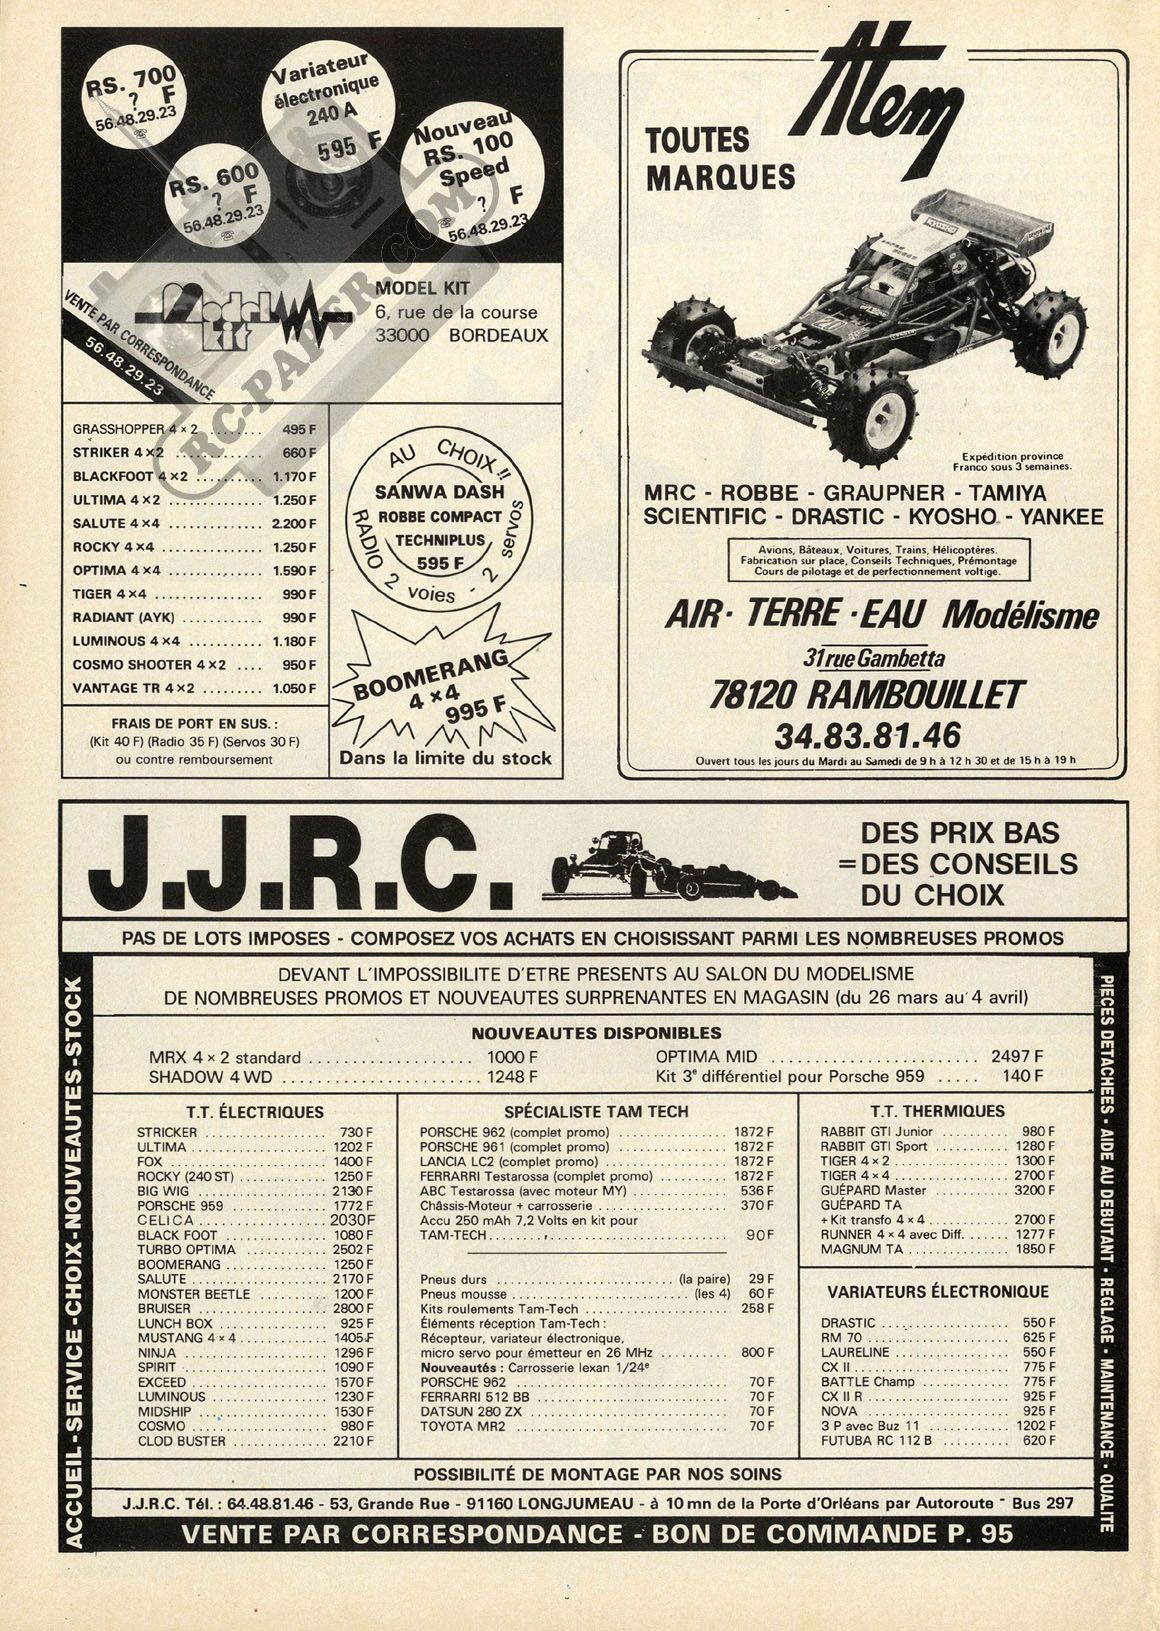 RS. 700
? F
56.48.29.23
Variateur
électronique
240 A
595 F
Nouveau
RS. 100
Speed
? F
56.48.29.23
RS. 600
? F
56.48.29.23
RC-PAPER.COM
Model Kit
VENTE PAR CORRESPONDANCE
56.48.29.23
MODEL KIT
6, rue de la course
33000 BORDEAUX
GRASSHOPPER 4 x 2 ........ 495 F
STRIKER 4 x 2 ............ 660 F
BLACKFOOT 4 x 2 .......... 1.170 F
ULTIMA 4 x 2 ............. 1.250 F
SALUTE 4 x 4 ............. 2.200 F
ROCKY 4 x 4 .............. 1.250 F
OPTIMA 4 x 4 ............. 1.590 F
TIGER 4 x 4 .............. 990 F
RADIANT (AYK) ............ 990 F
LUMINOUS 4 x 4 ........... 1.180 F
COSMO SHOOTER 4 x 2 .... 950 F
VANTAGE TR 4 x 2 ......... 1.050 F
FRAIS DE PORT EN SUS. :
(Kit 40 F) (Radio 35 F) (Servos 30 F)
ou contre remboursement
AU CHOIX !!
SANWA DASH
ROBBE COMPACT
TECHNIPLUS
595 F
RADIO 2 voies - 2 servos
BOOMERANG
4 x 4
995 F
Dans la limite du stock
Atem
TOUTES
MARQUES
Expédition province
Franco sous 3 semaines.
MRC - ROBBE - GRAUPNER - TAMIYA
SCIENTIFIC - DRASTIC - KYOSHO - YANKEE
Avions, Bâteaux, Voitures, Trains, Hélicoptères.
Fabrication sur place, Conseils Techniques, Prémontage
Cours de pilotage et de perfectionnement voltige.
AIR - TERRE - EAU Modélisme
31 rue Gambetta
78120 RAMBOUILLET
34.83.81.46
Ouvert tous les jours du Mardi au Samedi de 9 h à 12 h 30 et de 15 h à 19 h
J.J.R.C.
DES PRIX BAS
= DES CONSEILS
DU CHOIX
PAS DE LOTS IMPOSES - COMPOSEZ VOS ACHATS EN CHOISISSANT PARMI LES NOMBREUSES PROMOS
ACCUEIL-SERVICE-CHOIX-NOUVEAUTES-STOCK
DEVANT L'IMPOSSIBILITE D'ETRE PRESENTS AU SALON DU MODELISME
DE NOMBREUSES PROMOS ET NOUVEAUTES SURPRENANTES EN MAGASIN (du 26 mars au 4 avril)
NOUVEAUTES DISPONIBLES
MRX 4 x 2 standard .................. 1000 F
SHADOW 4 WD ..................... 1248 F
OPTIMA MID ....................... 2497 F
Kit 3e différentiel pour Porsche 959 ..... 140 F
T.T. ÉLECTRIQUES
STRICKER .................. 730 F
ULTIMA .................... 1202 F
FOX ....................... 1400 F
ROCKY (240 ST) ............ 1250 F
BIG WIG ................... 2130 F
PORSCHE 959 ............... 1772 F
CELICA .................... 2030 F
BLACK FOOT ................ 1080 F
TURBO OPTIMA .............. 2502 F
BOOMERANG ................. 1250 F
SALUTE .................... 2170 F
MONSTER BEETLE ............ 1200 F
BRUISER ................... 2800 F
LUNCH BOX ................. 925 F
MUSTANG 4 x 4 ............. 1405 F
NINJA ..................... 1296 F
SPIRIT .................... 1090 F
EXCEED .................... 1570 F
LUMINOUS .................. 1230 F
MIDSHIP ................... 1530 F
COSMO ..................... 980 F
CLOD BUSTER ............... 2210 F
SPÉCIALISTE TAM TECH
PORSCHE 962 (complet promo) ............... 1872 F
PORSCHE 961 (complet promo) ............... 1872 F
LANCIA LC2 (complet promo) ................ 1872 F
FERRARRI Testarossa (complet promo) ....... 1872 F
ABC Testarossa (avec moteur MY) ........... 536 F
Châssis-Moteur + carrosserie .............. 370 F
Accu 250 mAh 7,2 Volts en kit pour
TAM-TECH .................................. 90 F
Pneus durs ..................... (la paire) 29 F
Pneus mousse ................... (les 4) 60 F
Kits roulements Tam-Tech .................. 258 F
Éléments réception Tam-Tech :
Récepteur, variateur électronique,
micro servo pour émetteur en 26 MHz ....... 800 F
Nouveautés : Carrosserie lexan 1/24e
PORSCHE 962 ............................... 70 F
FERRARRI 512 BB ........................... 70 F
DATSUN 280 ZX ............................. 70 F
TOYOTA MR2 ................................ 70 F
T.T. THERMIQUES
RABBIT GTI Junior ............ 980 F
RABBIT GTI Sport ............. 1280 F
TIGER 4 x 2 .................. 1300 F
TIGER 4 x 4 .................. 2700 F
GUÉPARD Master ............... 3200 F
GUÉPARD TA
+ Kit transfo 4 x 4 .......... 2700 F
RUNNER 4 x 4 avec Diff. ...... 1277 F
MAGNUM TA .................... 1850 F
VARIATEURS ÉLECTRONIQUE
DRASTIC ...................... 550 F
RM 70 ........................ 625 F
LAURELINE .................... 550 F
CX II ........................ 775 F
BATTLE Champ ................. 775 F
CX II R ...................... 925 F
NOVA ......................... 925 F
3 P avec Buz 11 .............. 1202 F
FUTUBA RC 112 B .............. 620 F
PIECES DETACHEES - AIDE AU DEBUTANT - REGLAGE - MAINTENANCE - QUALITE
POSSIBILITÉ DE MONTAGE PAR NOS SOINS
J.J.R.C. Tél. : 64.48.81.46 - 53, Grande Rue - 91160 LONGJUMEAU - à 10 mn de la Porte d'Orléans par Autoroute - Bus 297
VENTE PAR CORRESPONDANCE - BON DE COMMANDE P. 95